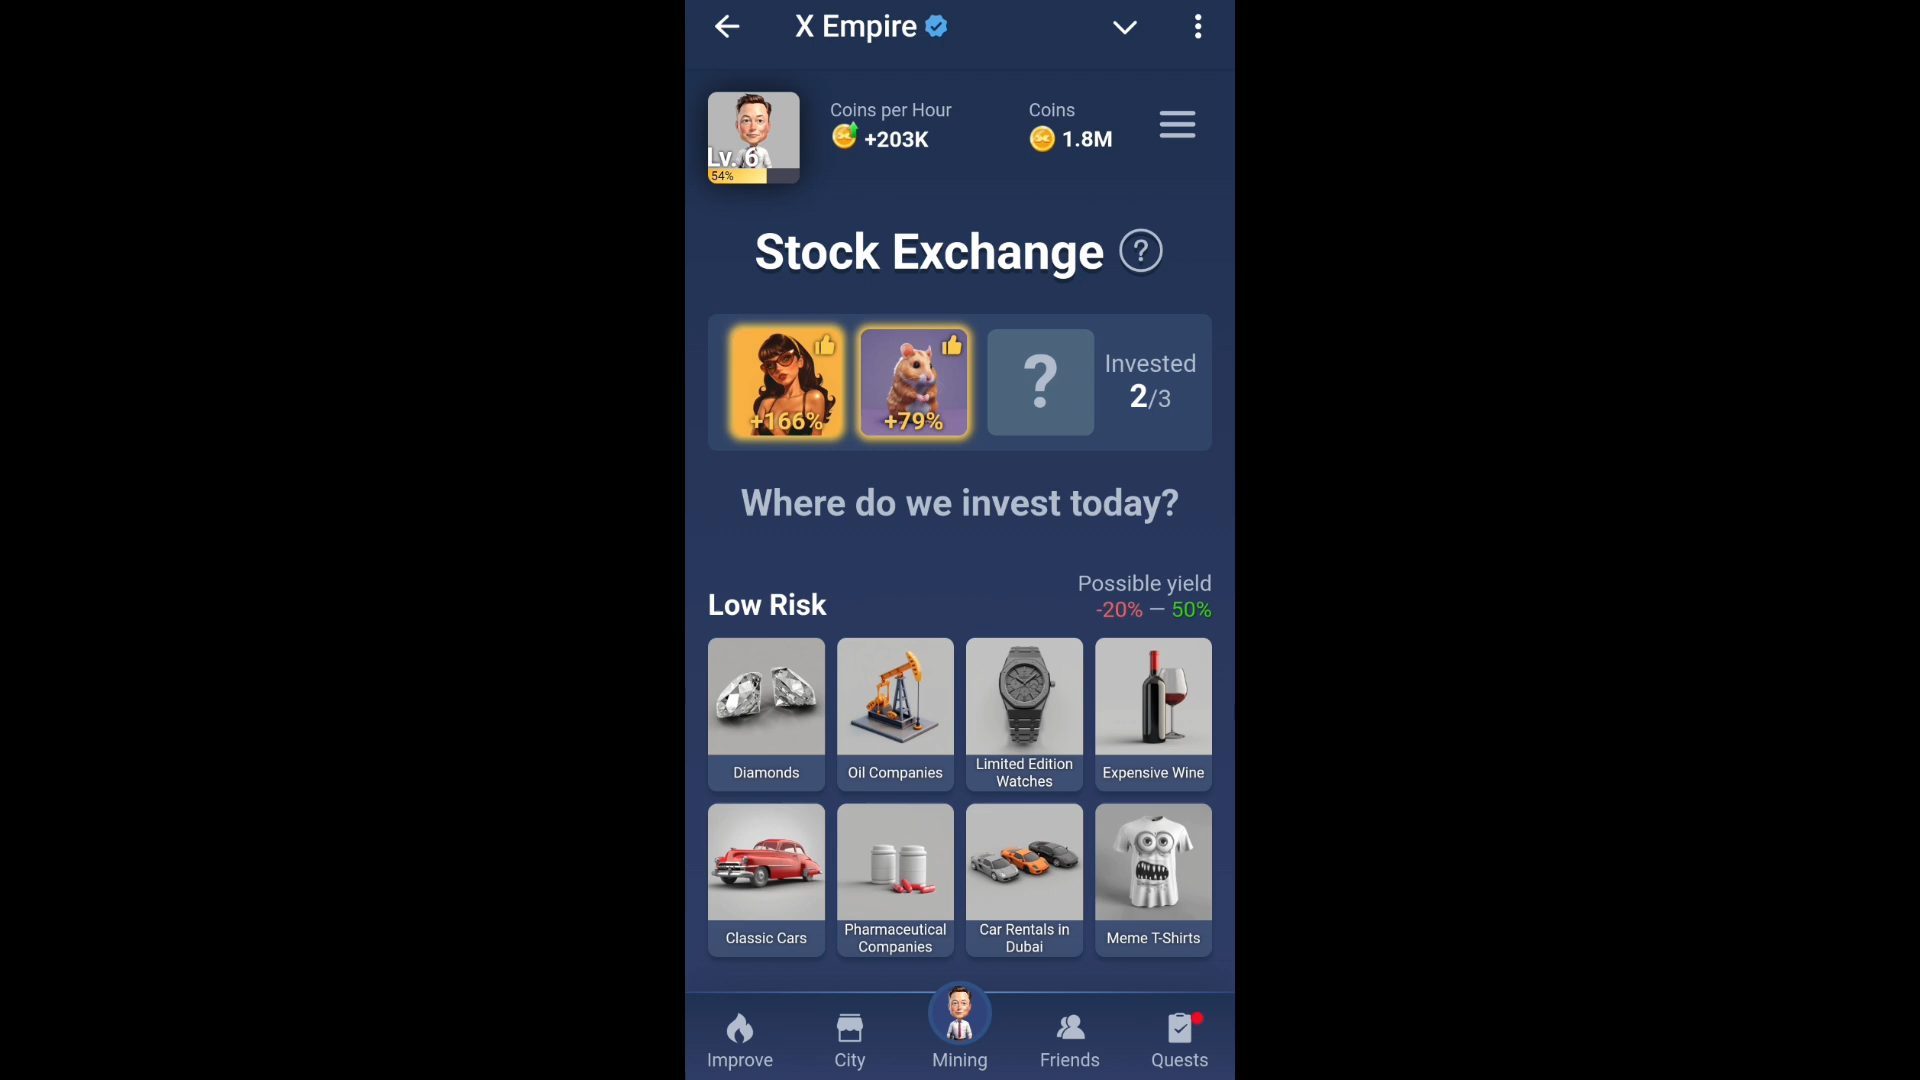 X Empire
Coins per Hour
+203K
Coins
1.8M
Lv. 6
54%
Stock Exchange ?
+166%
+79%
?
Invested
2/3
Where do we invest today?
Low Risk
Possible yield
-20% — 50%
Diamonds
Oil Companies
Limited Edition
Watches
Expensive Wine
Classic Cars
Pharmaceutical
Companies
Car Rentals in
Dubai
Meme T-Shirts
Improve
City
Mining
Friends
Quests